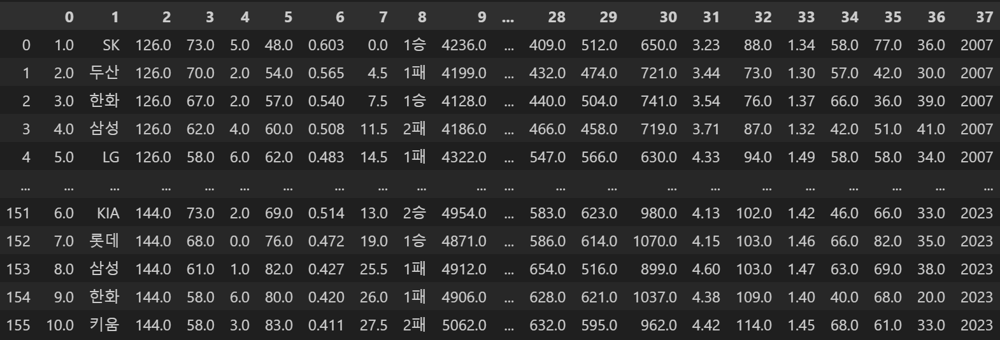 0 1 2 3 4 5 6 7 8 9 ... 28 29 30 31 32 33 34 35 36 37
0 1.0 SK 126.0 73.0 5.0 48.0 0.603 0.0 1승 4236.0 ... 409.0 512.0 650.0 3.23 88.0 1.34 58.0 77.0 36.0 2007
1 2.0 두산 126.0 70.0 2.0 54.0 0.565 4.5 1패 4199.0 ... 432.0 474.0 721.0 3.44 73.0 1.30 57.0 42.0 30.0 2007
2 3.0 한화 126.0 67.0 2.0 57.0 0.540 7.5 1승 4128.0 ... 440.0 504.0 741.0 3.54 76.0 1.37 66.0 36.0 39.0 2007
3 4.0 삼성 126.0 62.0 4.0 60.0 0.508 11.5 2패 4186.0 ... 466.0 458.0 719.0 3.71 87.0 1.32 42.0 51.0 41.0 2007
4 5.0 LG 126.0 58.0 6.0 62.0 0.483 14.5 1패 4322.0 ... 547.0 566.0 630.0 4.33 94.0 1.49 58.0 58.0 34.0 2007
... ... ... ... ... ... ... ... ... ... ... ... ... ... ... ... ... ... ... ... ... ...
151 6.0 KIA 144.0 73.0 2.0 69.0 0.514 13.0 2승 4954.0 ... 583.0 623.0 980.0 4.13 102.0 1.42 46.0 66.0 33.0 2023
152 7.0 롯데 144.0 68.0 0.0 76.0 0.472 19.0 1승 4871.0 ... 586.0 614.0 1070.0 4.15 103.0 1.46 66.0 82.0 35.0 2023
153 8.0 삼성 144.0 61.0 1.0 82.0 0.427 25.5 1패 4912.0 ... 654.0 516.0 899.0 4.60 103.0 1.47 63.0 69.0 38.0 2023
154 9.0 한화 144.0 58.0 6.0 80.0 0.420 26.0 1패 4906.0 ... 628.0 621.0 1037.0 4.38 109.0 1.40 40.0 68.0 20.0 2023
155 10.0 키움 144.0 58.0 3.0 83.0 0.411 27.5 2패 5062.0 ... 632.0 595.0 962.0 4.42 114.0 1.45 68.0 61.0 33.0 2023